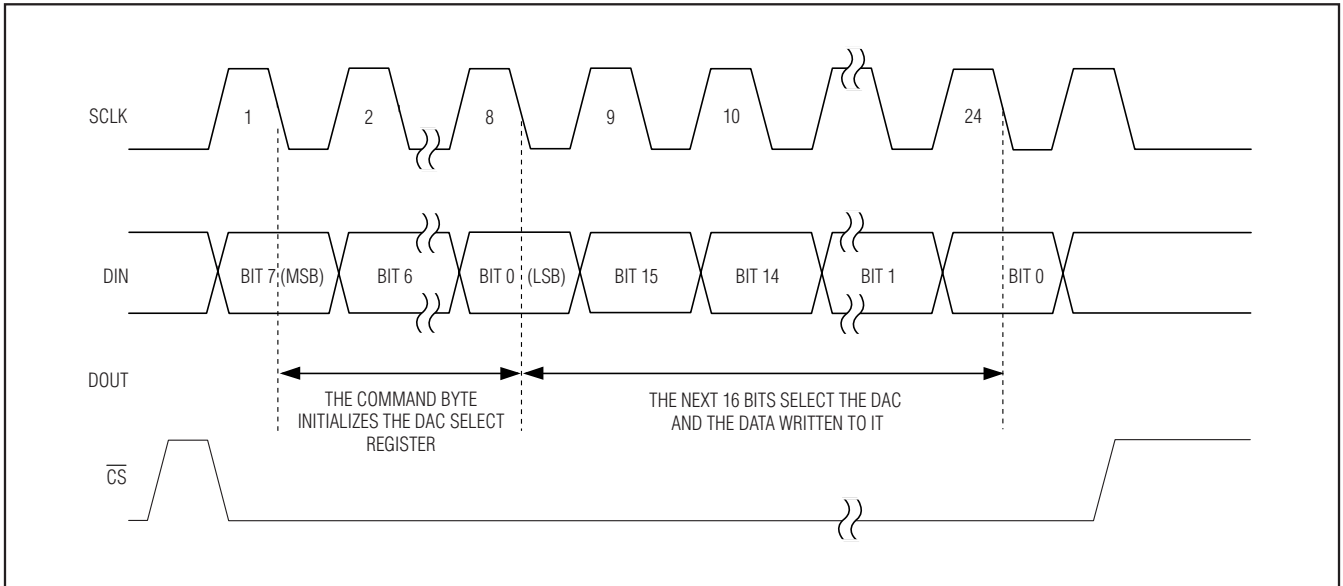 SCLK 1 2 8 9 10 24
DIN BIT 7 (MSB) BIT 6 BIT 0 (LSB) BIT 15 BIT 14 BIT 1 BIT 0
DOUT
THE COMMAND BYTE
INITIALIZES THE DAC SELECT
REGISTER
THE NEXT 16 BITS SELECT THE DAC
AND THE DATA WRITTEN TO IT
CS